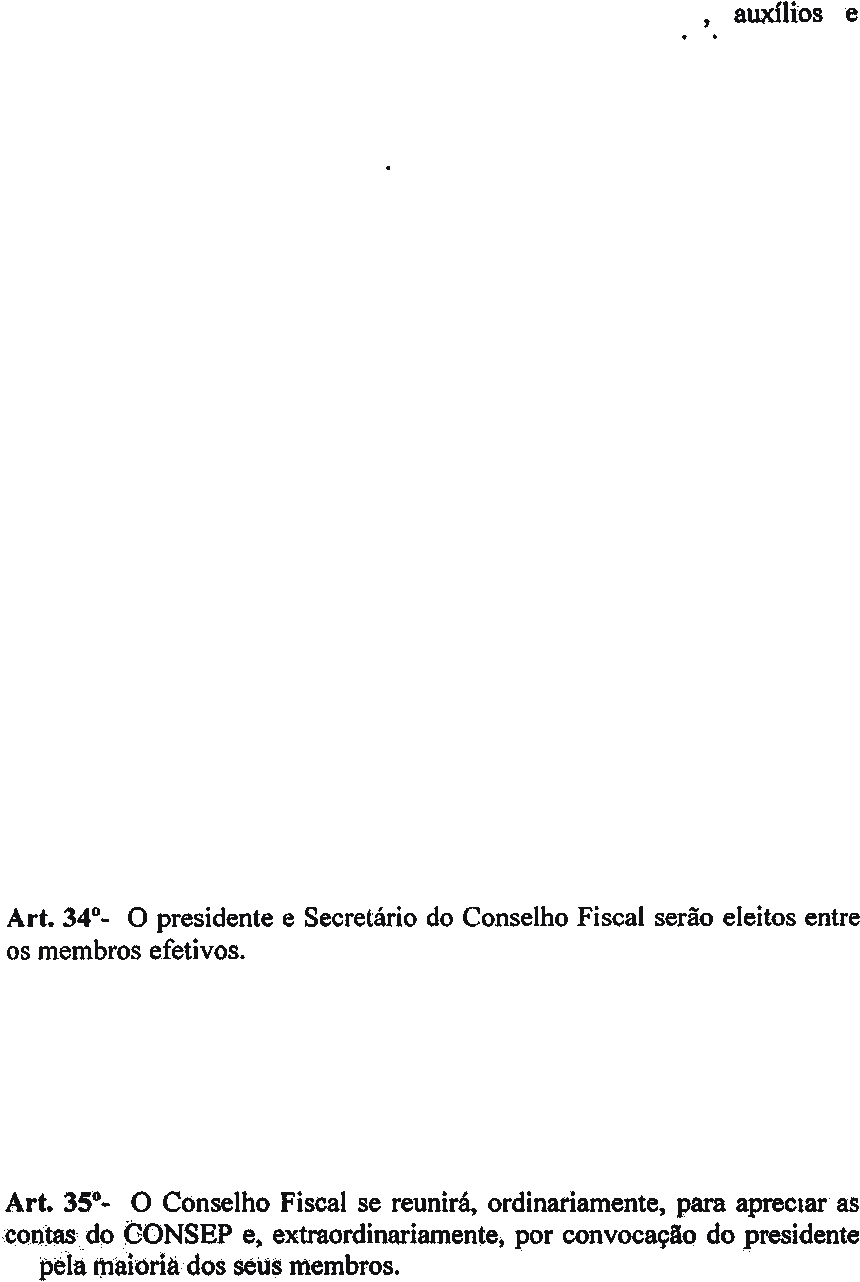 , auxílios e
Art. 34º- O presidente e Secretário do Conselho Fiscal serão eleitos entre
os membros efetivos.
Art. 35º- O Conselho Fiscal se reunirá, ordinariamente, para apreciar as
contas do CONSEP e, extraordinariamente, por convocação do presidente
pela maioria dos seus membros.